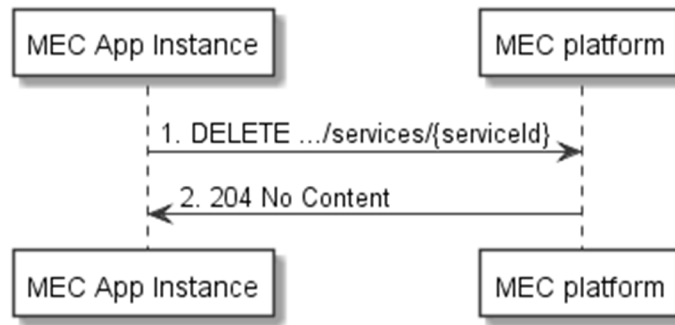 MEC App Instance
MEC platform
1. DELETE .../services/{serviceId}
2. 204 No Content
MEC App Instance
MEC platform